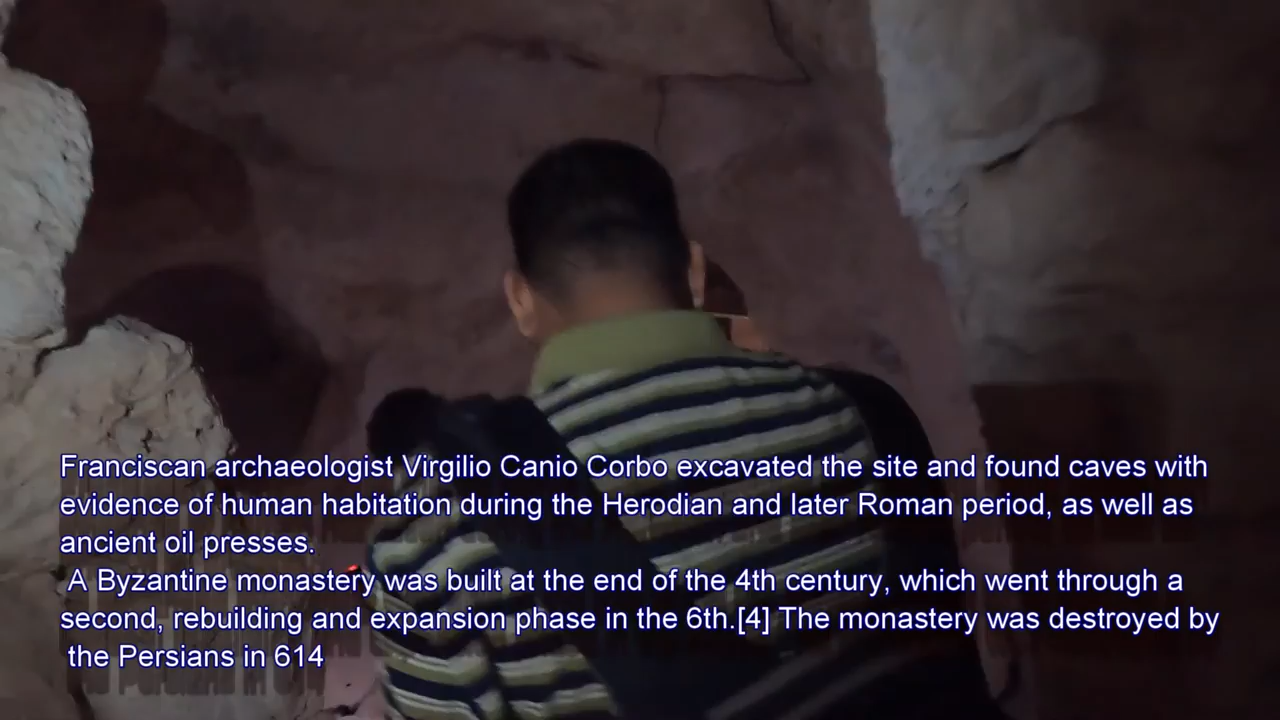 Franciscan archaeologist Virgilio Canio Corbo excavated the site and found caves with
evidence of human habitation during the Herodian and later Roman period, as well as
ancient oil presses.
A Byzantine monastery was built at the end of the 4th century, which went through a
second, rebuilding and expansion phase in the 6th.[4] The monastery was destroyed by
the Persians in 614